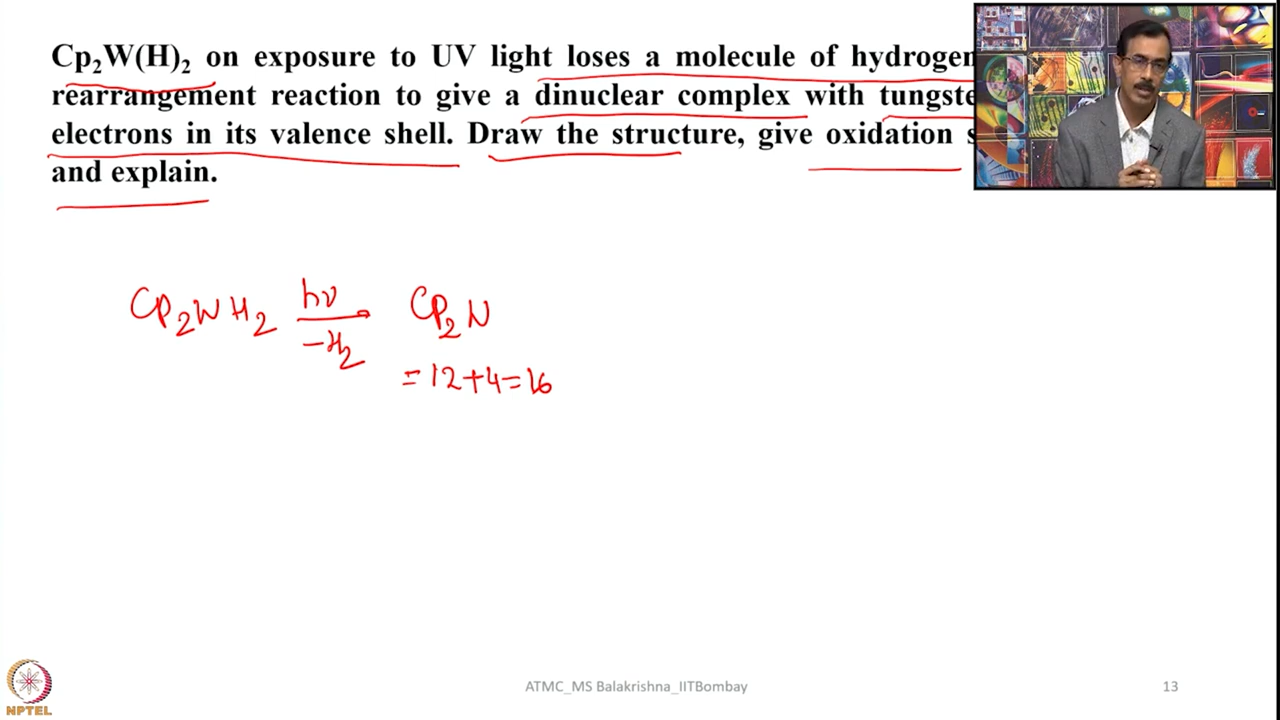 Cp₂W(H)₂ on exposure to UV light loses a molecule of hydrogen
rearrangement reaction to give a dinuclear complex with
electrons in its valence shell. Draw the structure, give oxidation
and explain.
Cp₂WH₂ hν -H₂ Cp₂W
= 12+4=16
NPTEL
ATMC_MS Balakrishna_IITBombay
13